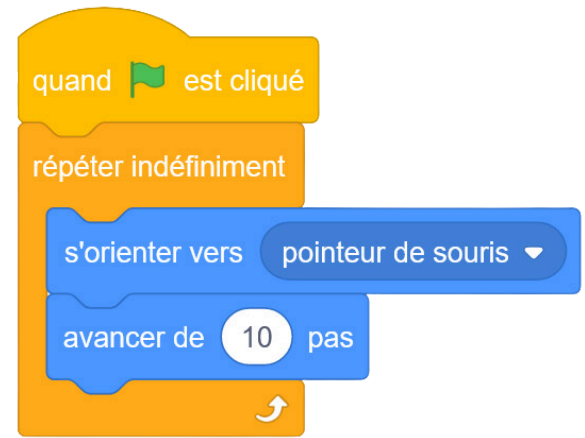 quand est cliqué
répéter indéfiniment
s'orienter vers pointeur de souris
avancer de 10 pas